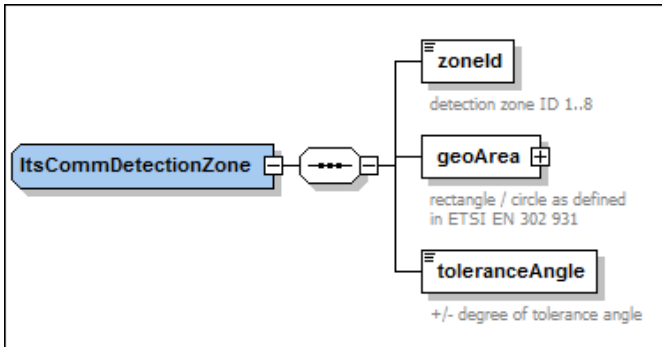 zoneId
detection zone ID 1..8
ItsCommDetectionZone
geoArea
rectangle / circle as defined
in ETSI EN 302 931
toleranceAngle
+/- degree of tolerance angle